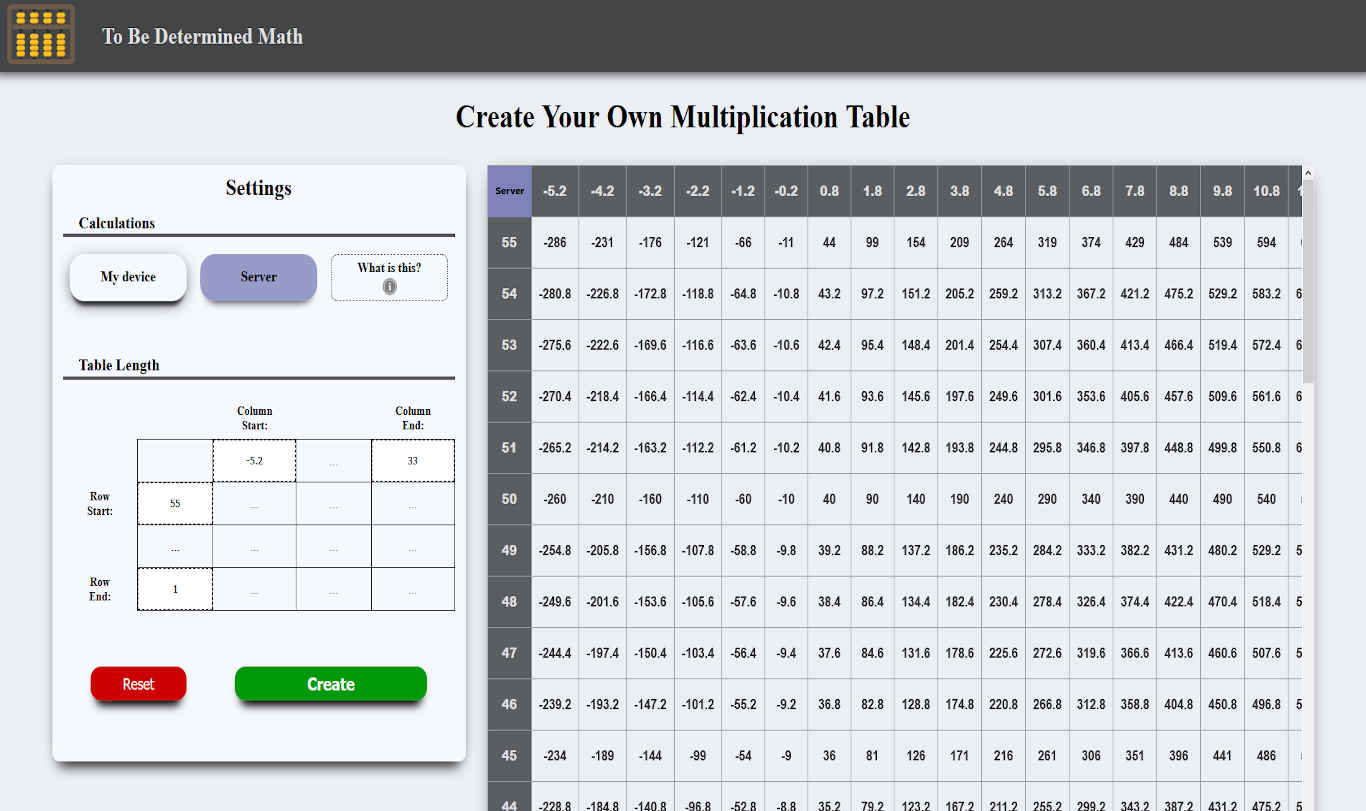 To Be Determined Math
Create Your Own Multiplication Table
Settings
Calculations
My device
Server
What is this?
i
Table Length
Column
Start:
Column
End:
-5.2 ... 33
Row
Start:
55 ... ... ...
... ... ... ...
Row
End:
1 ... ... ...
Reset
Create
Server -5.2 -4.2 -3.2 -2.2 -1.2 -0.2 0.8 1.8 2.8 3.8 4.8 5.8 6.8 7.8 8.8 9.8 10.8
55 -286 -231 -176 -121 -66 -11 44 99 154 209 264 319 374 429 484 539 594
54 -280.8 -226.8 -172.8 -118.8 -64.8 -10.8 43.2 97.2 151.2 205.2 259.2 313.2 367.2 421.2 475.2 529.2 583.2
53 -275.6 -222.6 -169.6 -116.6 -63.6 -10.6 42.4 95.4 148.4 201.4 254.4 307.4 360.4 413.4 466.4 519.4 572.4
52 -270.4 -218.4 -166.4 -114.4 -62.4 -10.4 41.6 93.6 145.6 197.6 249.6 301.6 353.6 405.6 457.6 509.6 561.6
51 -265.2 -214.2 -163.2 -112.2 -61.2 -10.2 40.8 91.8 142.8 193.8 244.8 295.8 346.8 397.8 448.8 499.8 550.8
50 -260 -210 -160 -110 -60 -10 40 90 140 190 240 290 340 390 440 490 540
49 -254.8 -205.8 -156.8 -107.8 -58.8 -9.8 39.2 88.2 137.2 186.2 235.2 284.2 333.2 382.2 431.2 480.2 529.2
48 -249.6 -201.6 -153.6 -105.6 -57.6 -9.6 38.4 86.4 134.4 182.4 230.4 278.4 326.4 374.4 422.4 470.4 518.4
47 -244.4 -197.4 -150.4 -103.4 -56.4 -9.4 37.6 84.6 131.6 178.6 225.6 272.6 319.6 366.6 413.6 460.6 507.6
46 -239.2 -193.2 -147.2 -101.2 -55.2 -9.2 36.8 82.8 128.8 174.8 220.8 266.8 312.8 358.8 404.8 450.8 496.8
45 -234 -189 -144 -99 -54 -9 36 81 126 171 216 261 306 351 396 441 486
44 -228.8 -184.8 -140.8 -96.8 -52.8 -8.8 35.2 79.2 123.2 167.2 211.2 255.2 299.2 343.2 387.2 431.2 475.2